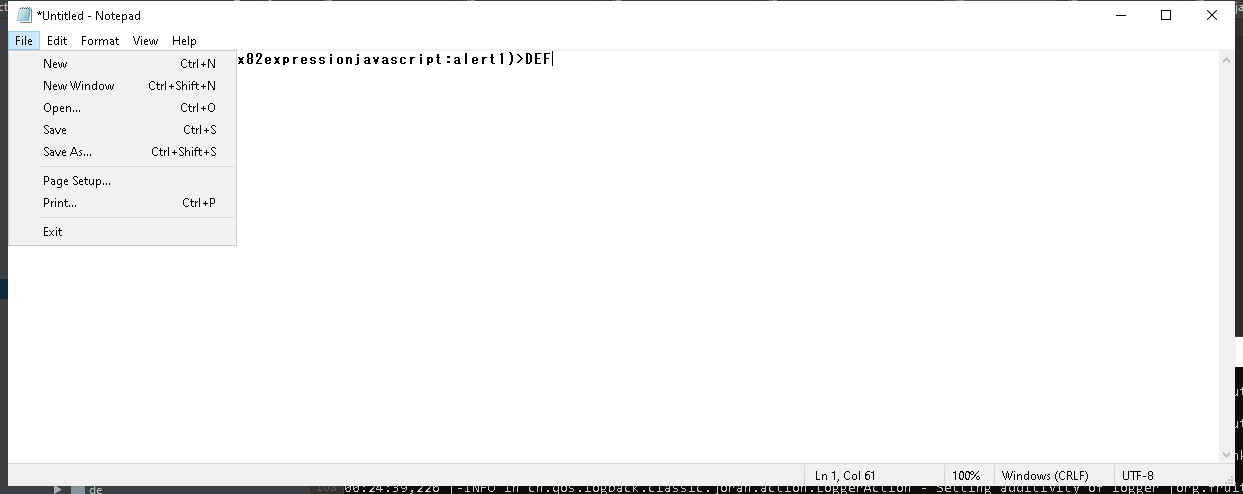 *Untitled - Notepad
File Edit Format View Help
x82expressionjavascript:alert1)>DEF
New Ctrl+N
New Window Ctrl+Shift+N
Open... Ctrl+O
Save Ctrl+S
Save As... Ctrl+Shift+S
Page Setup...
Print... Ctrl+P
Exit
Ln 1, Col 61 100% Windows (CRLF) UTF-8
de 00:24:39,226 |-INFO in ch.qos.logback.classic.joran.action.LoggerAction - Setting additivity of logger [org.fruit